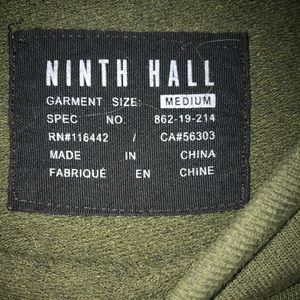 NINTH HALL
GARMENT SIZE: MEDIUM
SPEC NO. 862-19-214
RN#116442 / CA#56303
MADE IN CHINA
FABRIQUÉ EN CHINE